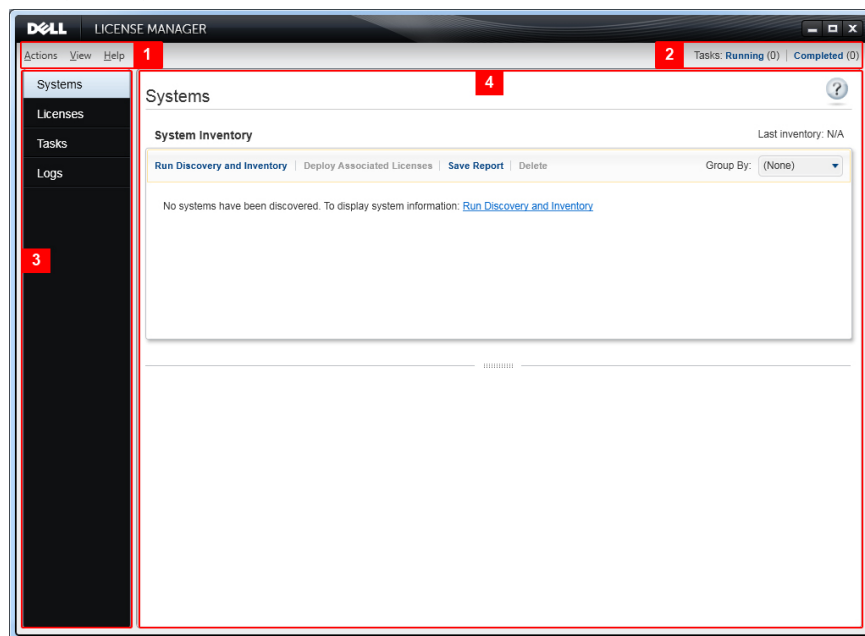 DELL LICENSE MANAGER
Actions View Help 1 2 Tasks: Running (0) | Completed (0)
Systems
Licenses
Tasks
Logs
3
4
Systems
?
System Inventory Last inventory: N/A
Run Discovery and Inventory | Deploy Associated Licenses | Save Report | Delete Group By: (None)
No systems have been discovered. To display system information: Run Discovery and Inventory